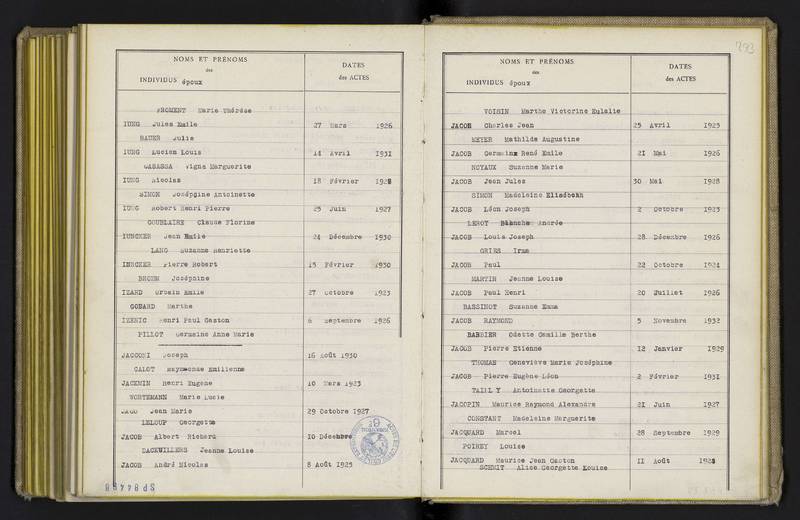 NOMS ET PRÉNOMS
des
INDIVIDUS époux
DATES
des ACTES
FROMENT Marie Thérèse
IUNG Jules Emile 27 Mars 1926
BAUER Julie
IUNG Lucien Louis 14 Avril 1931
Vigna Marguerite
IUNG Nicolas 18 Février 1928
SIMON Joséphine Antoinette
IUNG Robert Henri Pierre 25 Juin 1927
COUBLAIRE Claude Florine
IUNCKER Jean Emile 24 Décembre 1930
LANG Suzanne Henriette
Pierre Robert 15 Février 1930
BECHE Joséphine
IZARD Urbain Emile 27 Octobre 1923
GOBARD Marthe
IZENIC Henri Paul Gaston 6 Septembre 1926
PILLOT Germaine Anne Marie
JACCONI Joseph 16 Août 1930
CALOT Raymonde Emilienne
JACKMIN Henri Eugène 10 Mars 1923
WORTEMANN Marie Lucie
JACO Jean Marie 29 Octobre 1927
LELOUP Georgette
JACOB Albert Richard 10 Décembre
DACKWILLERS Jeanne Louise
JACOB André Nicolas 8 Août 1925
SP84488
293
NOMS ET PRÉNOMS
des
INDIVIDUS époux
DATES
des ACTES
VOISIN Marthe Victorine Eulalie
JACOB Charles Jean 25 Avril 1923
MEYER Mathilde Augustine
JACOB Germain René Emile 21 Mai 1926
NOYAUX Suzanne Marie
JACOB Jean Jules 30 Mai 1928
SIMON Madeleine Elisabeth
JACOB Léon Joseph 2 Octobre 1923
LEROY Blanche Andrée
JACOB Louis Joseph 28 Décembre 1926
GRIES Irma
JACOB Paul 22 Octobre 1924
MARTIN Jeanne Louise
JACOB Paul Henri 20 Juillet 1926
BASSINOT Suzanne Emma
JACOB RAYMOND 5 Novembre 1932
BARBIER Odette Camille Berthe
JACOB Pierre Etienne 12 Janvier 1929
THOMAS Geneviève Marie Joséphine
JACOB Pierre Eugène Léon 2 Février 1931
TAILLY Antoinette Georgette
JACOPIN Maurice Raymond Alexandre 21 Juin 1927
CONSTANT Madeleine Marguerite
JACQUARD Marcel 28 Septembre 1929
POIREY Louise
JACQUARD Maurice Jean Gaston 11 Août 1928
SCHMIT Alice Georgette Louise